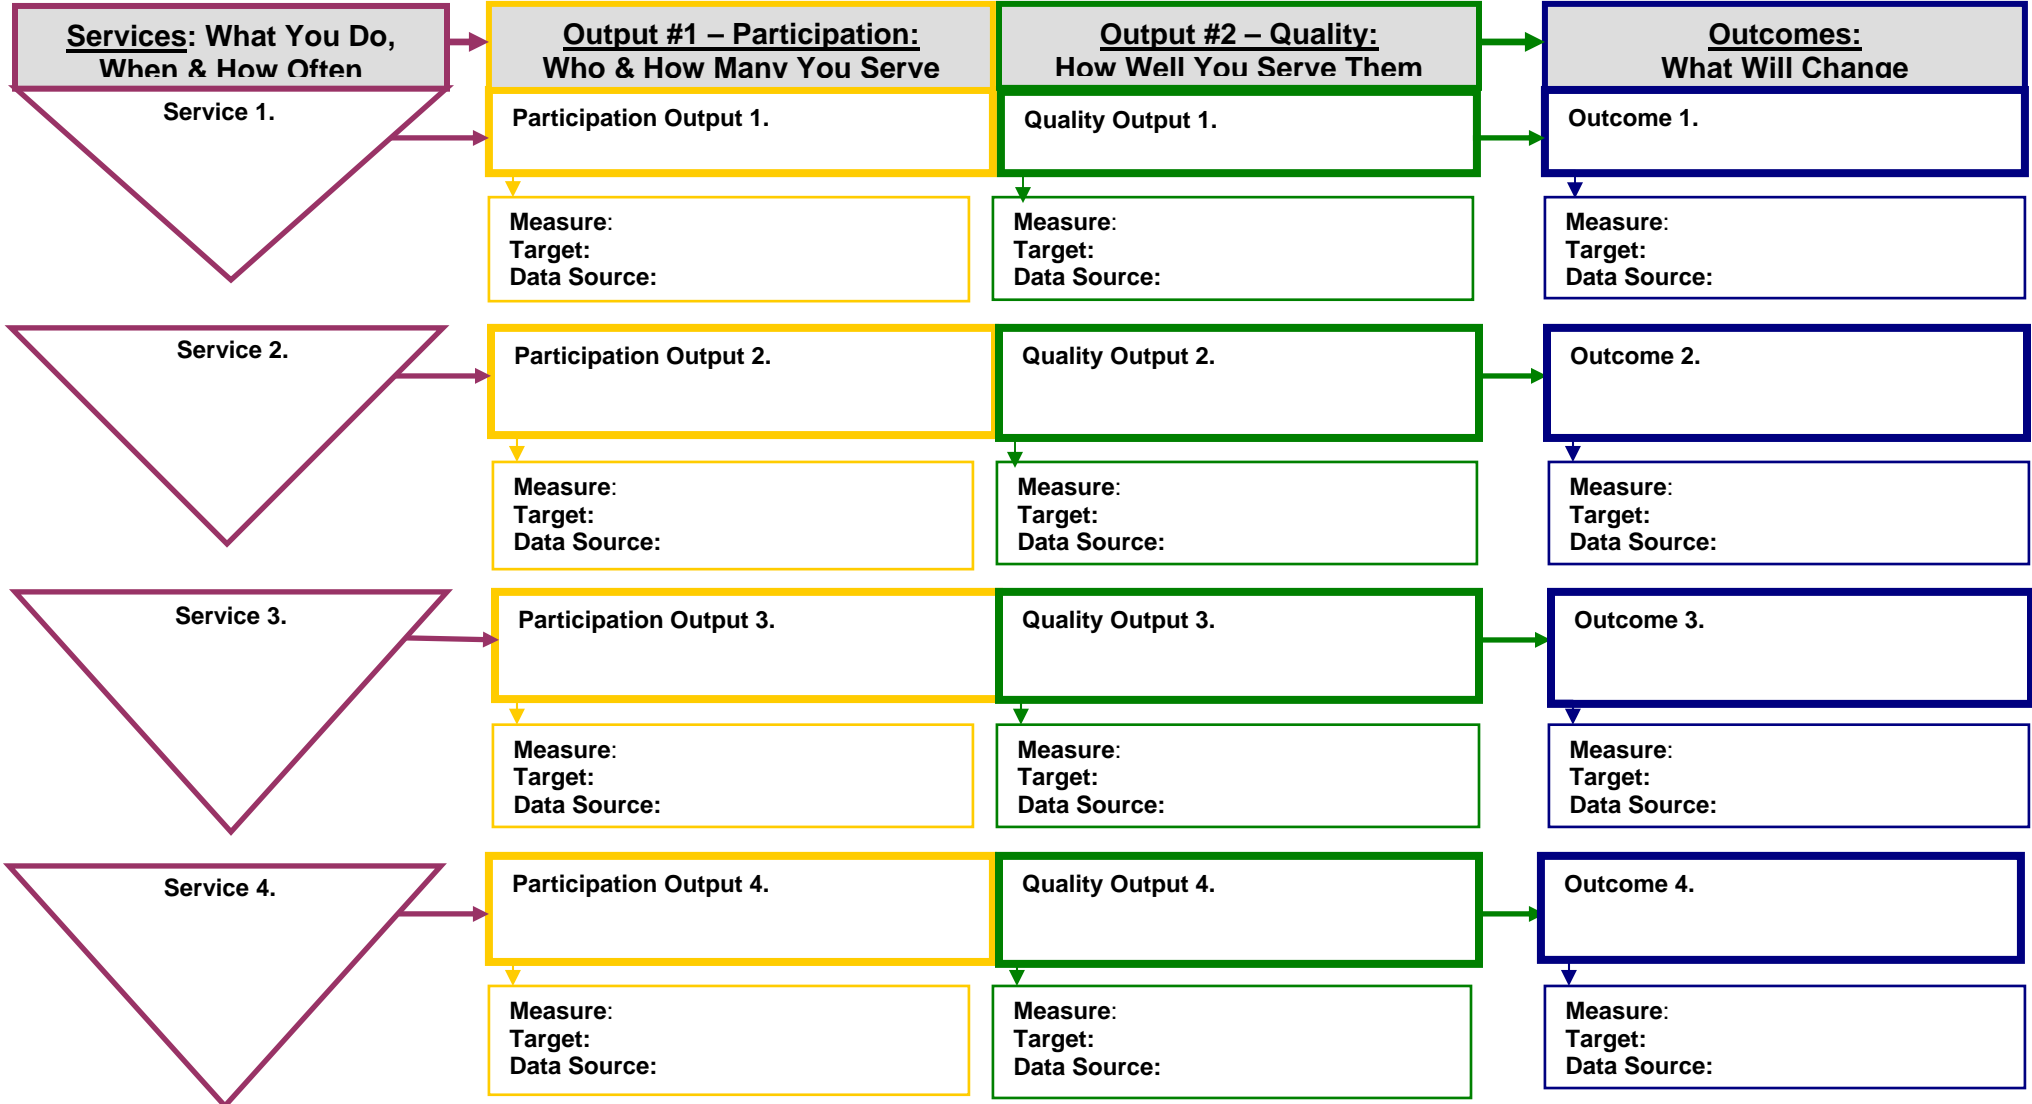 Services: What You Do,
When & How Often
Output #1 – Participation:
Who & How Many You Serve
Output #2 – Quality:
How Well You Serve Them
Outcomes:
What Will Change
Service 1.
Participation Output 1.
Quality Output 1.
Outcome 1.
Measure:
Target:
Data Source:
Measure:
Target:
Data Source:
Measure:
Target:
Data Source:
Service 2.
Participation Output 2.
Quality Output 2.
Outcome 2.
Measure:
Target:
Data Source:
Measure:
Target:
Data Source:
Measure:
Target:
Data Source:
Service 3.
Participation Output 3.
Quality Output 3.
Outcome 3.
Measure:
Target:
Data Source:
Measure:
Target:
Data Source:
Measure:
Target:
Data Source:
Service 4.
Participation Output 4.
Quality Output 4.
Outcome 4.
Measure:
Target:
Data Source:
Measure:
Target:
Data Source:
Measure:
Target:
Data Source: